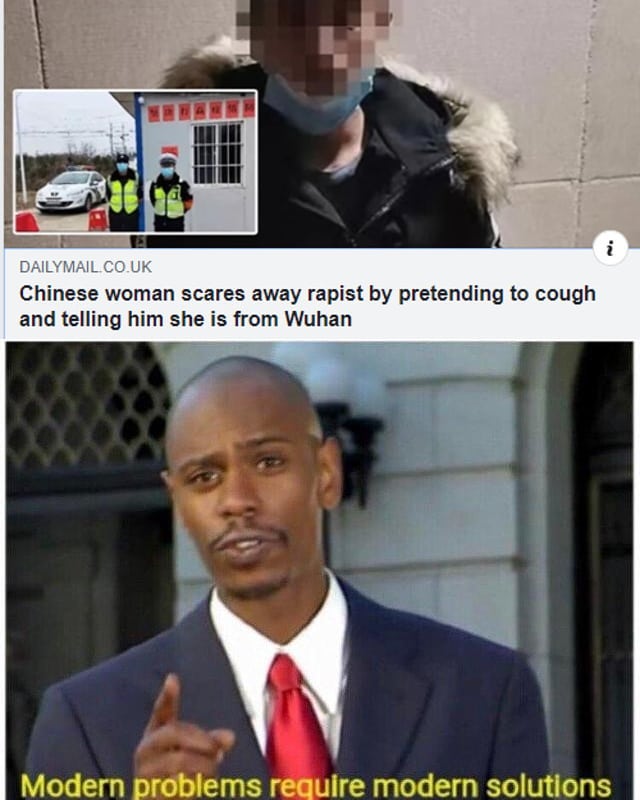 DAILYMAIL.CO.UK
i
Chinese woman scares away rapist by pretending to cough
and telling him she is from Wuhan
Modern problems require modern solutions